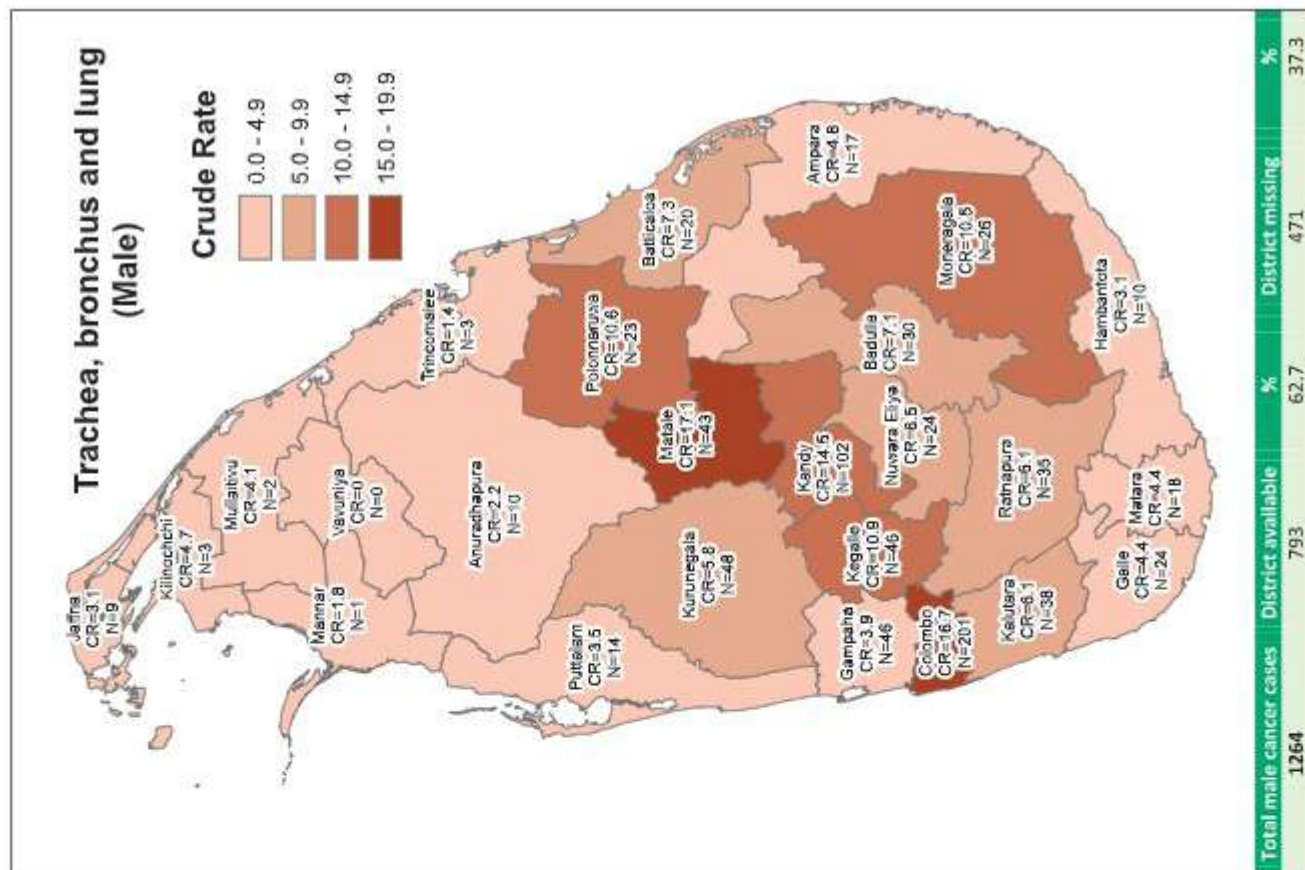 Trachea, bronchus and lung
(Male)
Crude Rate
0.0 - 4.9
5.0 - 9.9
10.0 - 14.9
15.0 - 19.9
Jaffna
CR=3.1
N=9
Kilinochchi
CR=4.7
N=3
Mullaitivu
CR=4.1
N=2
Mannar
CR=1.8
N=1
Vavuniya
CR=0
N=0
Trincomalee
CR=1.4
N=3
Anuradhapura
CR=2.2
N=10
Puttalam
CR=3.5
N=14
Polonnaruwa
CR=10.6
N=23
Batticaloa
CR=7.3
N=20
Matale
CR=17.1
N=43
Kurunegala
CR=5.8
N=48
Ampara
CR=4.8
N=17
Kandy
CR=14.5
N=102
Kegalle
CR=10.9
N=46
Gampaha
CR=3.9
N=46
Badulla
CR=7.1
N=30
Moneragala
CR=10.5
N=26
Nuwara Eliya
CR=6.5
N=24
Colombo
CR=16.7
N=201
Ratnapura
CR=6.1
N=35
Kalutara
CR=6.1
N=38
Hambantota
CR=3.1
N=10
Galle
CR=4.4
N=24
Matara
CR=4.4
N=18
Total male cancer cases District available % District missing %
1264 793 62.7 471 37.3